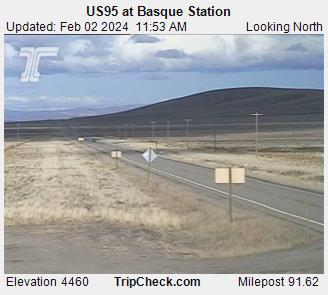 US95 at Basque Station
Updated: Feb 02 2024 11:53 AM Looking North
Elevation 4460 TripCheck.com Milepost 91.62